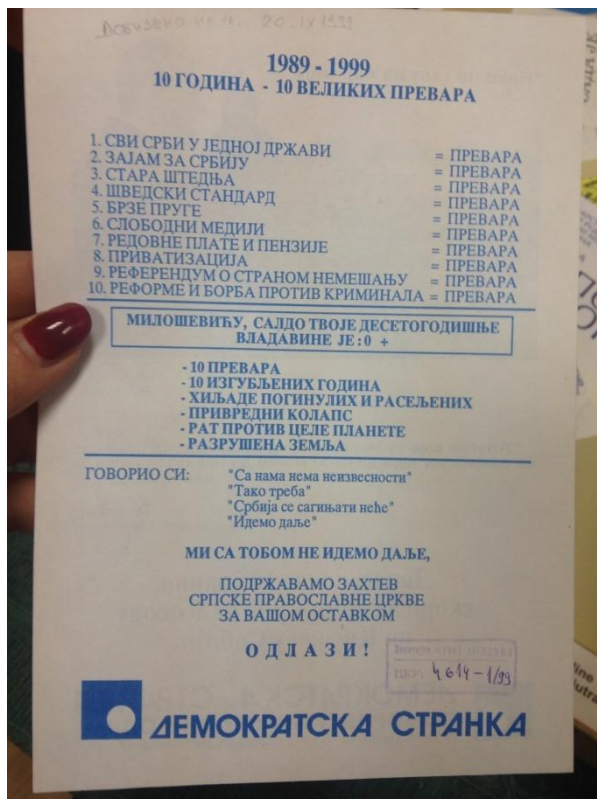 20.IX 1999
1989 - 1999
10 ГОДИНА - 10 ВЕЛИКИХ ПРЕВАРА
1. СВИ СРБИ У ЈЕДНОЈ ДРЖАВИ = ПРЕВАРА
2. ЗАЈАМ ЗА СРБИЈУ = ПРЕВАРА
3. СТАРА ШТЕДЊА = ПРЕВАРА
4. ШВЕДСКИ СТАНДАРД = ПРЕВАРА
5. БРЗЕ ПРУГЕ = ПРЕВАРА
6. СЛОБОДНИ МЕДИЈИ = ПРЕВАРА
7. РЕДОВНЕ ПЛАТЕ И ПЕНЗИЈЕ = ПРЕВАРА
8. ПРИВАТИЗАЦИЈА = ПРЕВАРА
9. РЕФЕРЕНДУМ О СТРАНОМ НЕМЕШАЊУ = ПРЕВАРА
10. РЕФОРМЕ И БОРБА ПРОТИВ КРИМИНАЛА = ПРЕВАРА
МИЛОШЕВИЋУ, САЛДО ТВОЈЕ ДЕСЕТОГОДИШЊЕ
ВЛАДАВИНЕ ЈЕ:0 +
- 10 ПРЕВАРА
- 10 ИЗГУБЉЕНИХ ГОДИНА
- ХИЉАДЕ ПОГИНУЛИХ И РАСЕЉЕНИХ
- ПРИВРЕДНИ КОЛАПС
- РАТ ПРОТИВ ЦЕЛЕ ПЛАНЕТЕ
- РАЗРУШЕНА ЗЕМЉА
ГОВОРИО СИ: "Са нама нема неизвесности"
"Тако треба"
"Србија се сагињати неће"
"Идемо даље"
МИ СА ТОБОМ НЕ ИДЕМО ДАЉЕ,
ПОДРЖАВАМО ЗАХТЕВ
СРПСКЕ ПРАВОСЛАВНЕ ЦРКВЕ
ЗА ВАШОМ ОСТАВКОМ
ОДЛАЗИ!
4614-1/99
ДЕМОКРАТСКА СТРАНКА